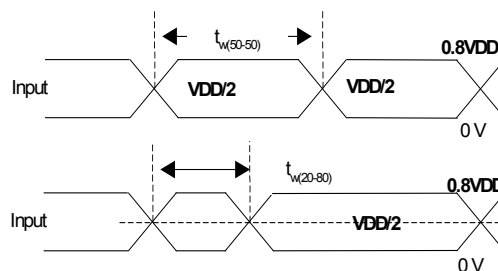 tw(50-50)
0.8VDD
Input VDD/2 VDD/2
0 V
tw(20-80)
0.8VDD
Input VDD/2
0 V